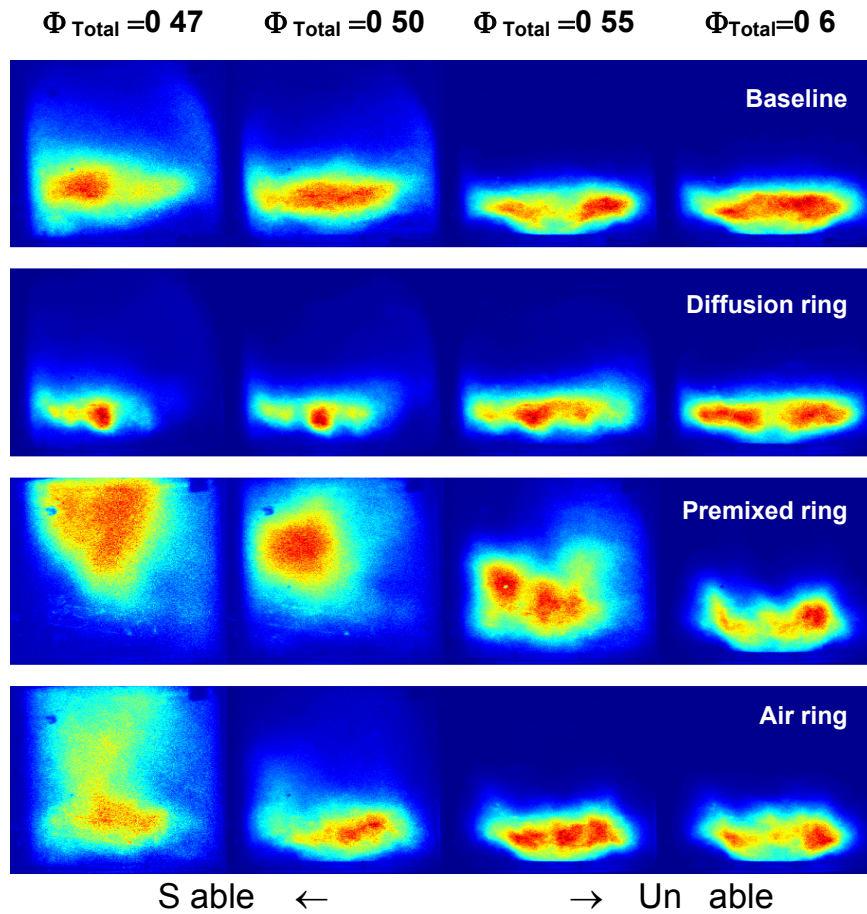 Φ Total =0 47 Φ Total =0 50 Φ Total =0 55 ΦTotal=0 6
Baseline
Diffusion ring
Premixed ring
Air ring
S able ← → Un able